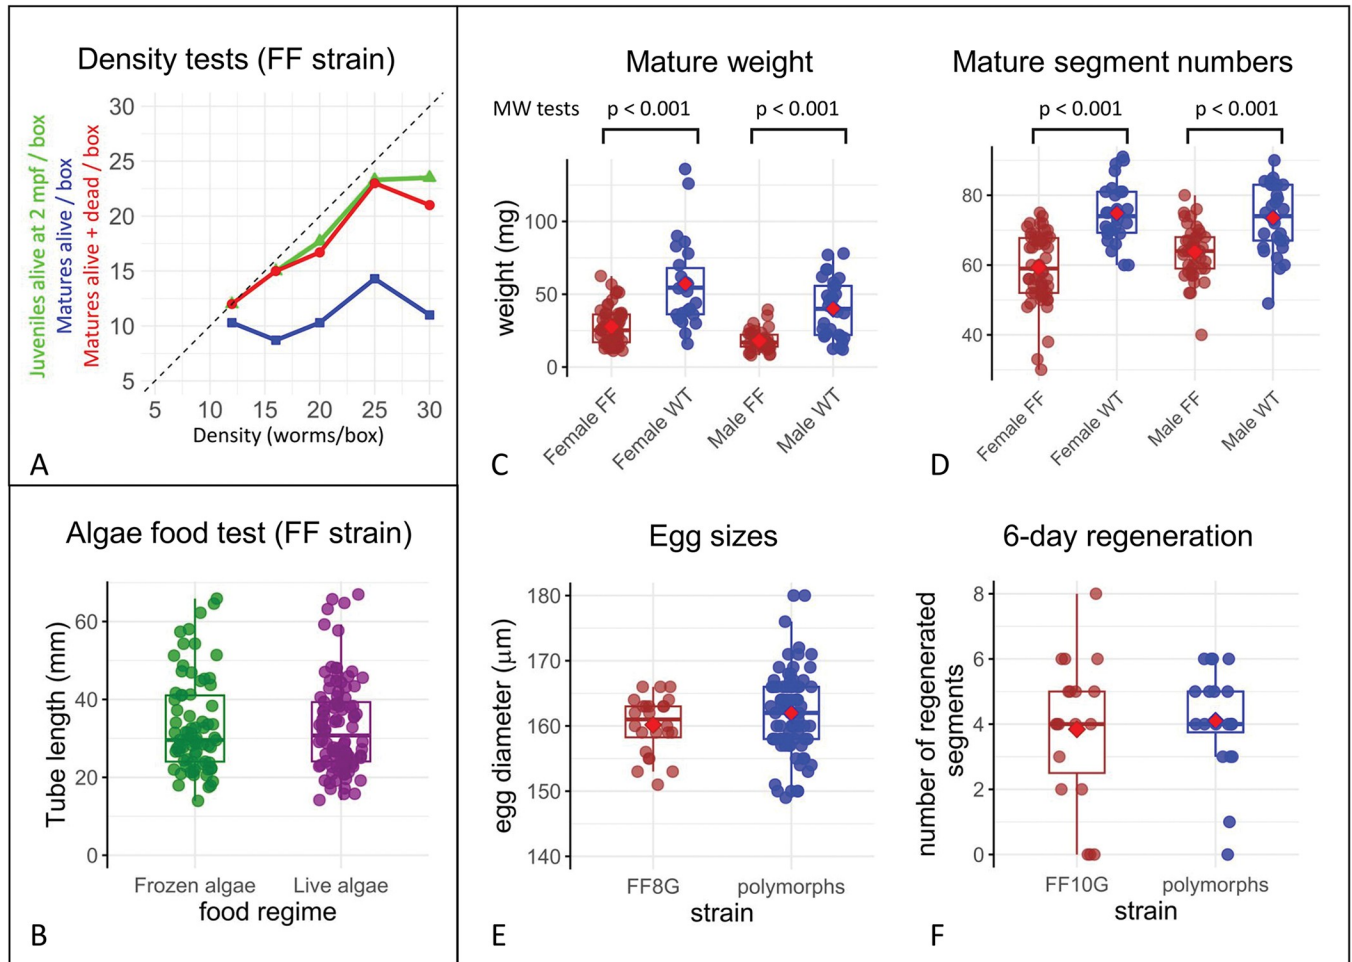 Density tests (FF strain)
Juveniles alive at 2 mpf / box
Matures alive / box
Matures alive + dead / box
30
25
20
15
10
5
5 10 15 20 25 30
Density (worms/box)
A
Algae food test (FF strain)
Tube length (mm)
60
40
20
0
Frozen algae Live algae
food regime
B
Mature weight
MW tests p < 0.001 p < 0.001
weight (mg)
100
50
0
Female FF
Female WT
Male FF
Male WT
C
Mature segment numbers
p < 0.001 p < 0.001
80
60
40
Female FF
Female WT
Male FF
Male WT
D
Egg sizes
egg diameter (μm)
180
170
160
150
140
FF8G polymorphs
strain
E
6-day regeneration
number of regenerated
segments
8
6
4
2
0
FF10G polymorphs
strain
F